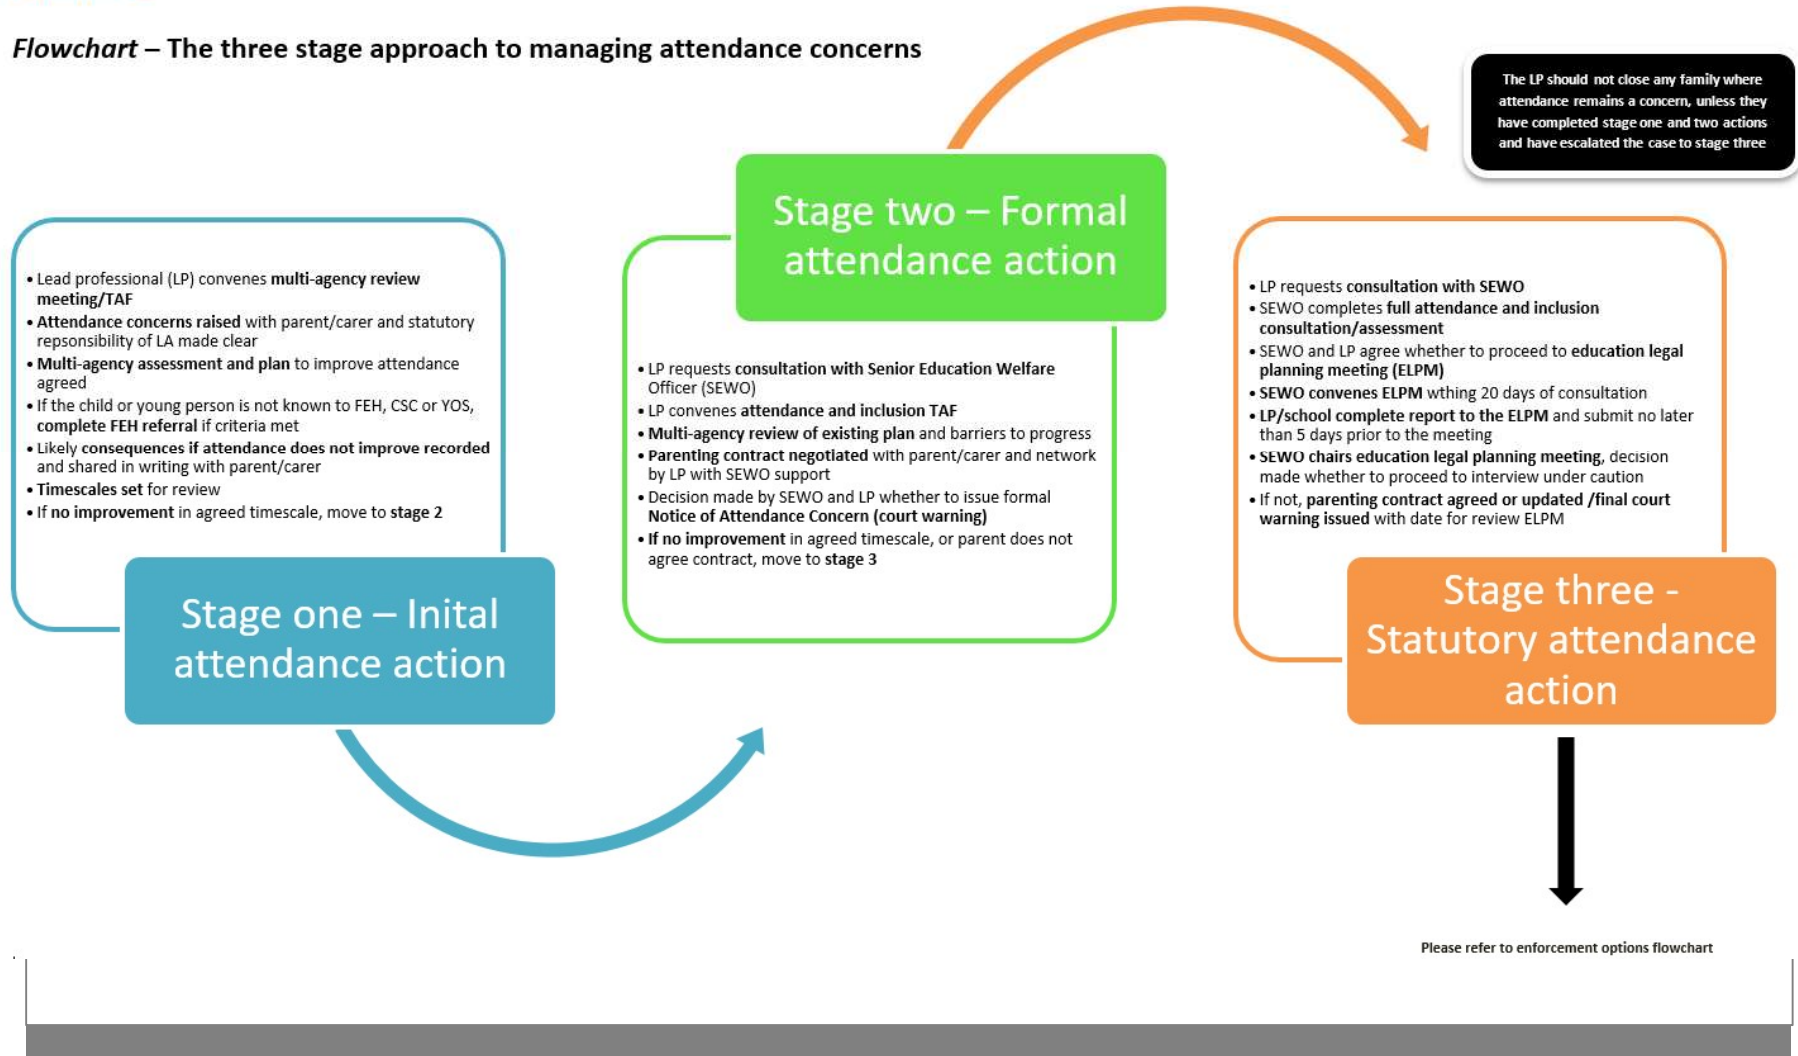 Flowchart – The three stage approach to managing attendance concerns
The LP should not close any family where
attendance remains a concern, unless they
have completed stage one and two actions
and have escalated the case to stage three
• Lead professional (LP) convenes multi-agency review
meeting/TAF
• Attendance concerns raised with parent/carer and statutory
repsonsibility of LA made clear
• Multi-agency assessment and plan to improve attendance
agreed
• If the child or young person is not known to FEH, CSC or YOS,
complete FEH referral if criteria met
• Likely consequences if attendance does not improve recorded
and shared in writing with parent/carer
• Timescales set for review
• If no improvement in agreed timescale, move to stage 2
Stage one – Inital
attendance action
Stage two – Formal
attendance action
• LP requests consultation with Senior Education Welfare
Officer (SEWO)
• LP convenes attendance and inclusion TAF
• Multi-agency review of existing plan and barriers to progress
• Parenting contract negotiated with parent/carer and network
by LP with SEWO support
• Decision made by SEWO and LP whether to issue formal
Notice of Attendance Concern (court warning)
• If no improvement in agreed timescale, or parent does not
agree contract, move to stage 3
• LP requests consultation with SEWO
• SEWO completes full attendance and inclusion
consultation/assessment
• SEWO and LP agree whether to proceed to education legal
planning meeting (ELPM)
• SEWO convenes ELPM wthing 20 days of consultation
• LP/school complete report to the ELPM and submit no later
than 5 days prior to the meeting
• SEWO chairs education legal planning meeting, decision
made whether to proceed to interview under caution
• If not, parenting contract agreed or updated /final court
warning issued with date for review ELPM
Stage three -
Statutory attendance
action
Please refer to enforcement options flowchart